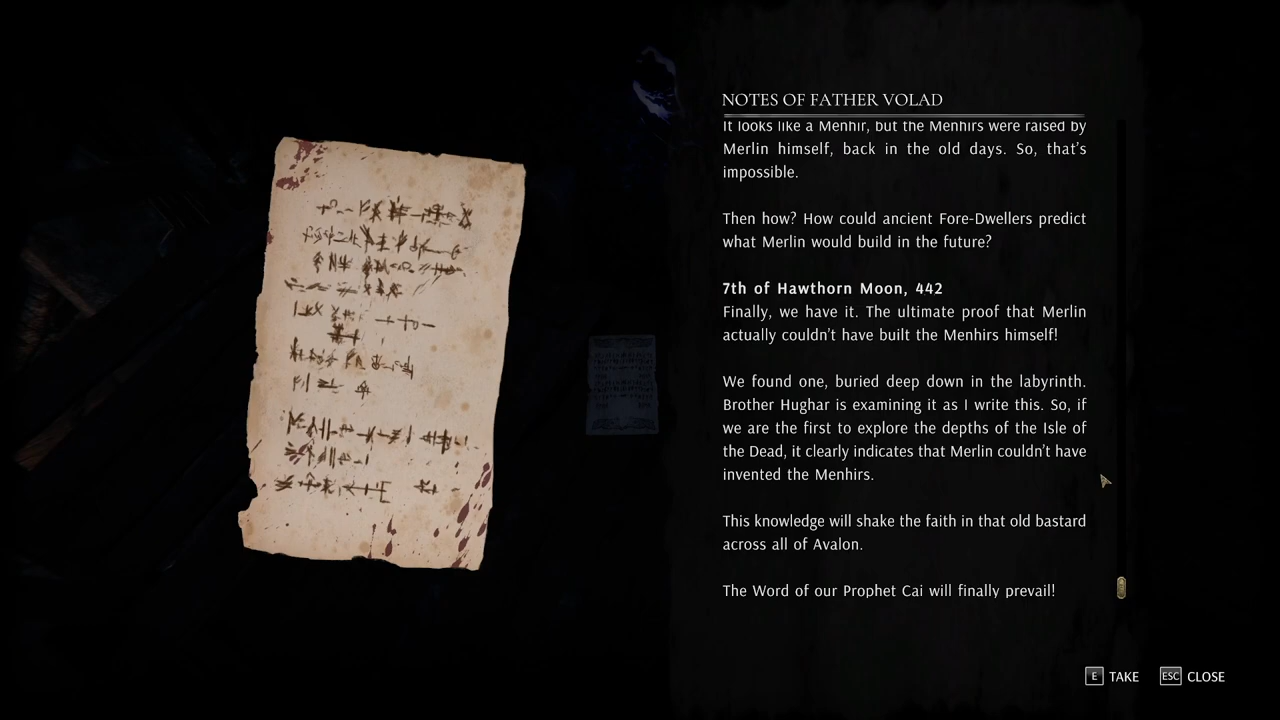 NOTES OF FATHER VOLAD
It looks like a Menhir, but the Menhirs were raised by
Merlin himself, back in the old days. So, that's
impossible.
Then how? How could ancient Fore-Dwellers predict
what Merlin would build in the future?
7th of Hawthorn Moon, 442
Finally, we have it. The ultimate proof that Merlin
actually couldn't have built the Menhirs himself!
We found one, buried deep down in the labyrinth.
Brother Hughar is examining it as I write this. So, if
we are the first to explore the depths of the Isle of
the Dead, it clearly indicates that Merlin couldn't have
invented the Menhirs.
This knowledge will shake the faith in that old bastard
across all of Avalon.
The Word of our Prophet Cai will finally prevail!
E TAKE ESC CLOSE